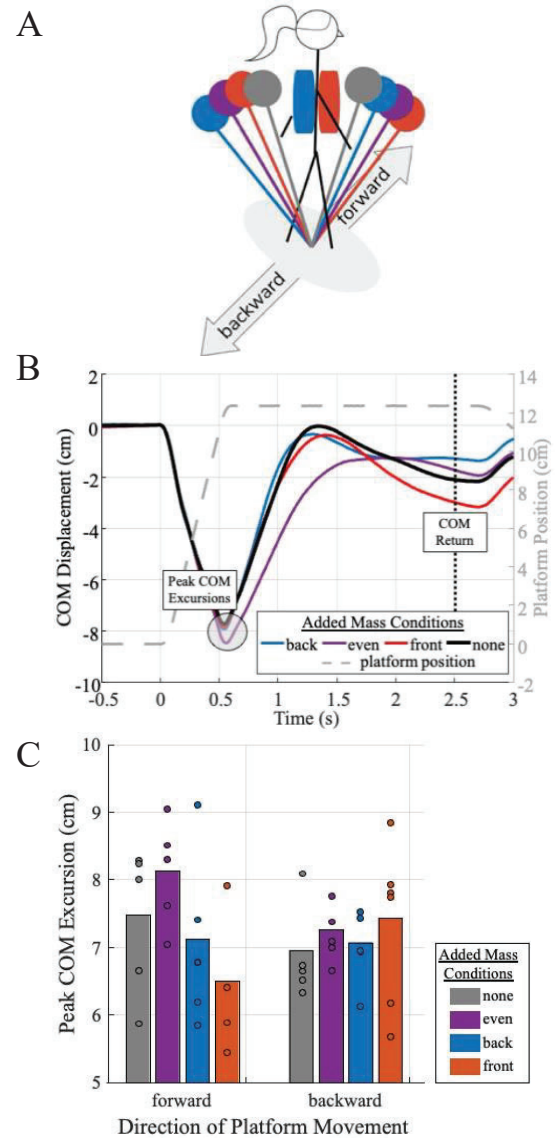 A
forward
backward
B
2
0
-2
-4
-6
-8
-10
COM Displacement (cm)
14
12
10
8
6
4
2
0
-2
Platform Position (cm)
Peak COM
Excursions
COM
Return
Added Mass Conditions
back even front none
platform position
-0.5 0 0.5 1 1.5 2 2.5 3
Time (s)
C
10
9
8
7
6
5
Peak COM Excursion (cm)
forward backward
Direction of Platform Movement
Added Mass
Conditions
none
even
back
front